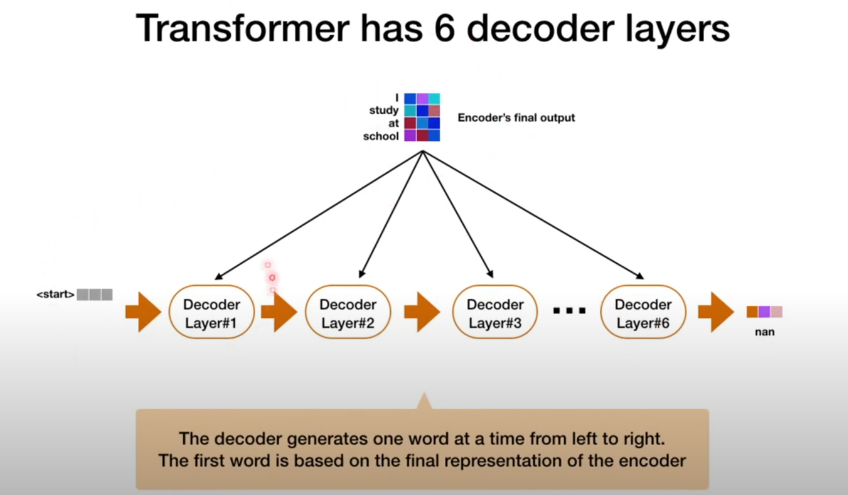 Transformer has 6 decoder layers
I
study
at
school
Encoder's final output
<start>
Decoder
Layer#1
Decoder
Layer#2
Decoder
Layer#3
...
Decoder
Layer#6
nan
The decoder generates one word at a time from left to right.
The first word is based on the final representation of the encoder